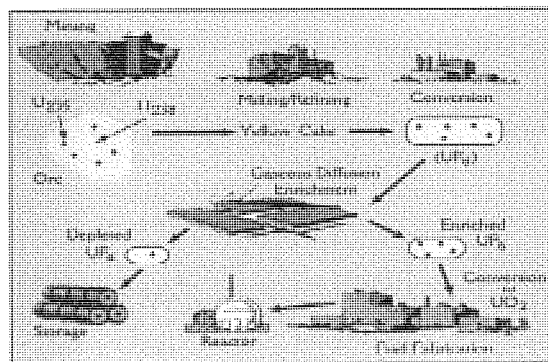 Mining
Milling/Refining
Conversion
U235
U238
Yellow Cake
(UF6)
Ore
Gaseous Diffusion
Enrichment
Depleted
UF6
Enriched
UF6
Conversion
to
UO2
Storage
Reactor
Fuel Fabrication